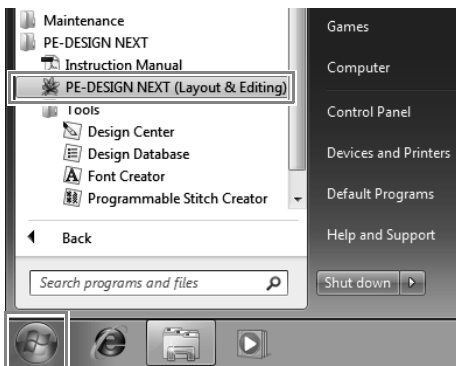 Maintenance
PE-DESIGN NEXT
Instruction Manual
PE-DESIGN NEXT (Layout & Editing)
Tools
Design Center
Design Database
Font Creator
Programmable Stitch Creator
Back
Search programs and files
Games
Computer
Control Panel
Devices and Printers
Default Programs
Help and Support
Shut down